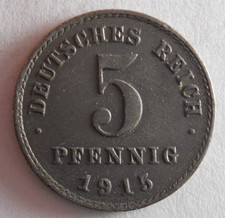 DEUTSCHES REICH
5
PFENNIG
1915